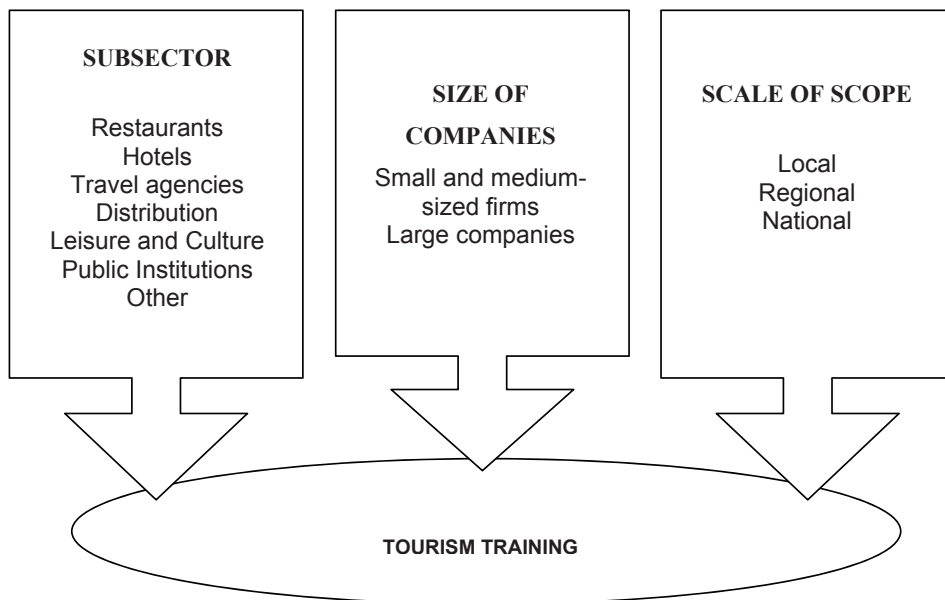 SUBSECTOR
Restaurants
Hotels
Travel agencies
Distribution
Leisure and Culture
Public Institutions
Other
SIZE OF
COMPANIES
Small and medium-
sized firms
Large companies
SCALE OF SCOPE
Local
Regional
National
TOURISM TRAINING